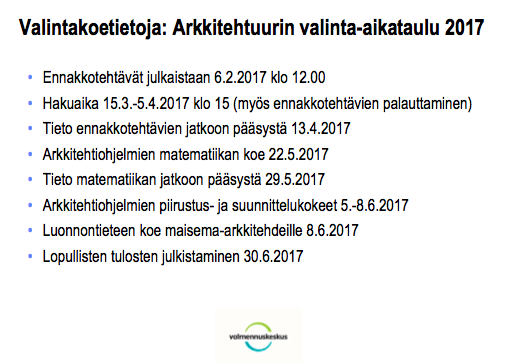 Valintakoetietoja: Arkkitehtuurin valinta-aikataulu 2017
• Ennakkotehtävät julkaistaan 6.2.2017 klo 12.00
• Hakuaika 15.3.-5.4.2017 klo 15 (myös ennakkotehtävien palauttaminen)
• Tieto ennakkotehtävien jatkoon pääsystä 13.4.2017
• Arkkitehtiohjelmien matematiikan koe 22.5.2017
• Tieto matematiikan jatkoon pääsystä 29.5.2017
• Arkkitehtiohjelmien piirustus- ja suunnittelukokeet 5.-8.6.2017
• Luonnontieteen koe maisema-arkkitehdeille 8.6.2017
• Lopullisten tulosten julkistaminen 30.6.2017
valmennuskeskus